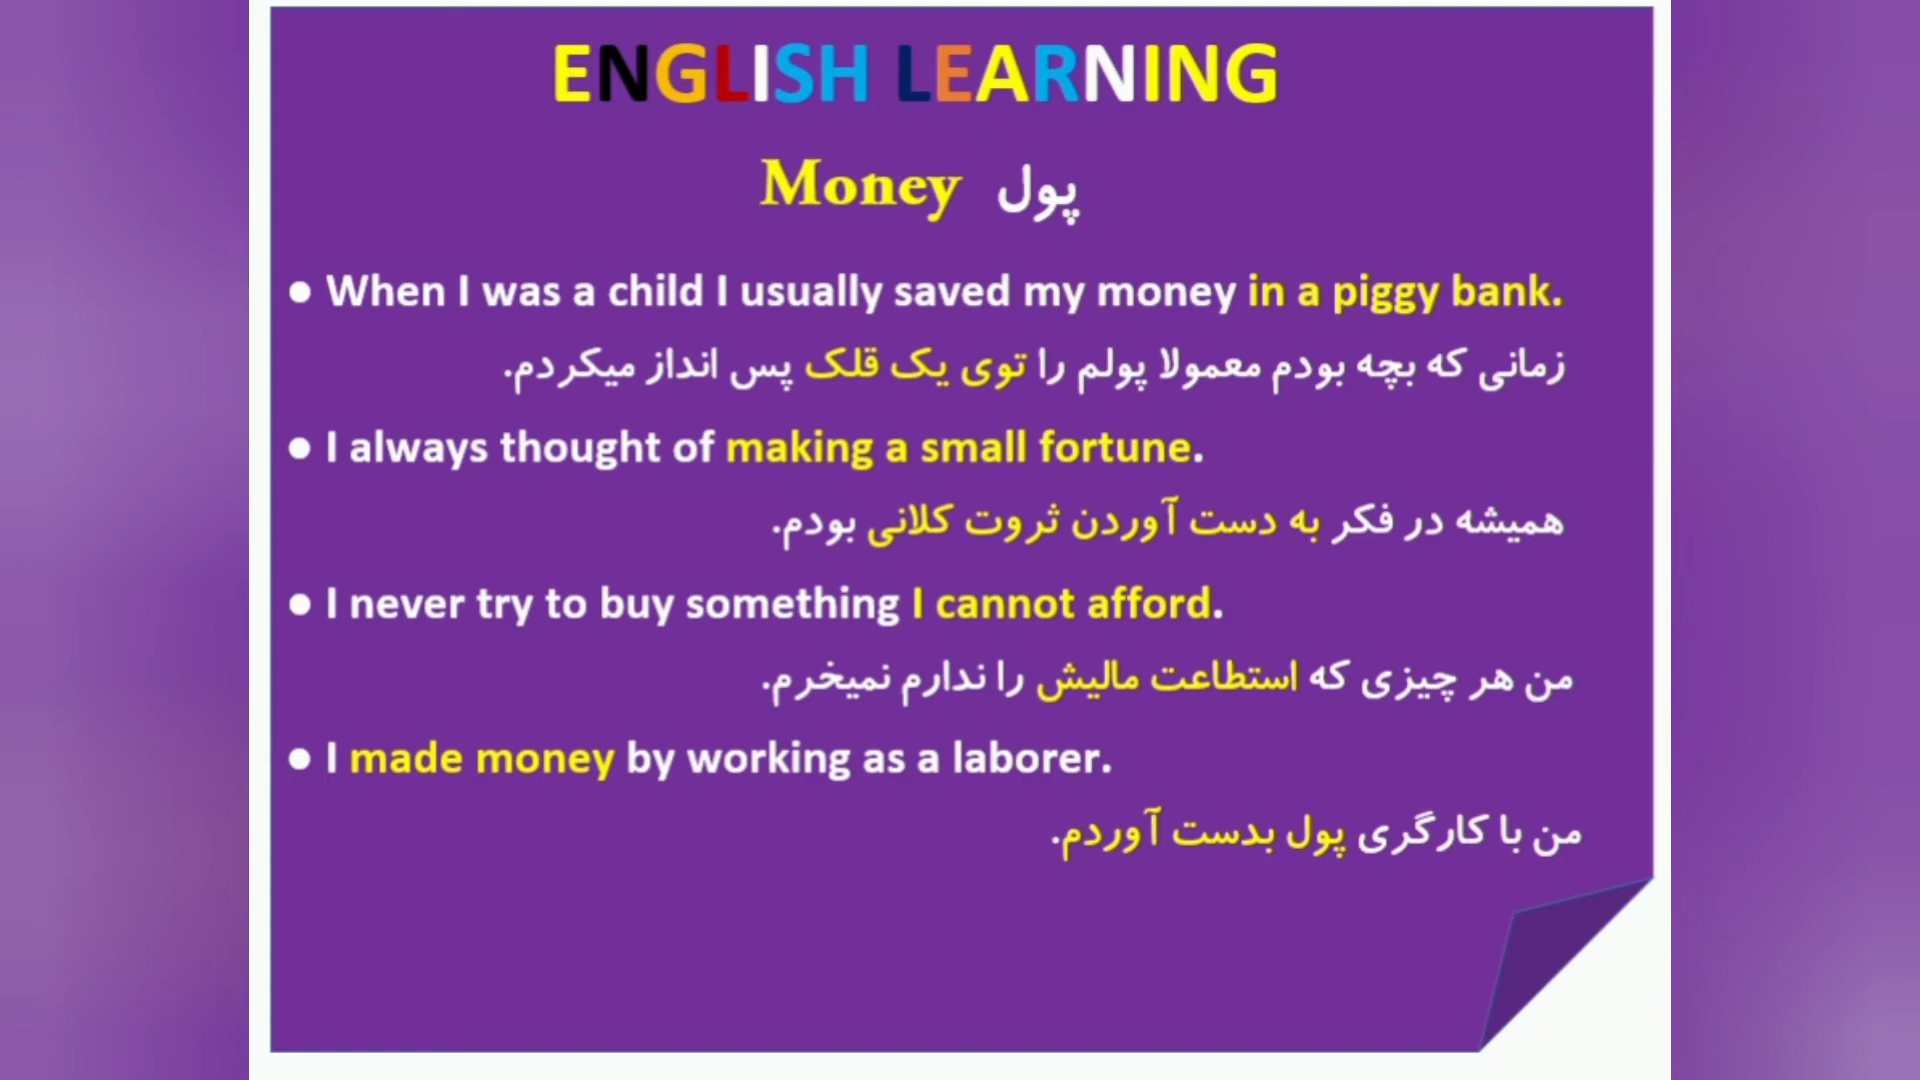 ENGLISH LEARNING
Money پول
● When I was a child I usually saved my money in a piggy bank.
زمانی که بچه بودم معمولا پولم را توی یک قلک پس انداز میکردم.
● I always thought of making a small fortune.
همیشه در فکر به دست آوردن ثروت کلانی بودم.
● I never try to buy something I cannot afford.
من هر چیزی که استطاعت مالیش را ندارم نمیخرم.
● I made money by working as a laborer.
من با کارگری پول بدست آوردم.